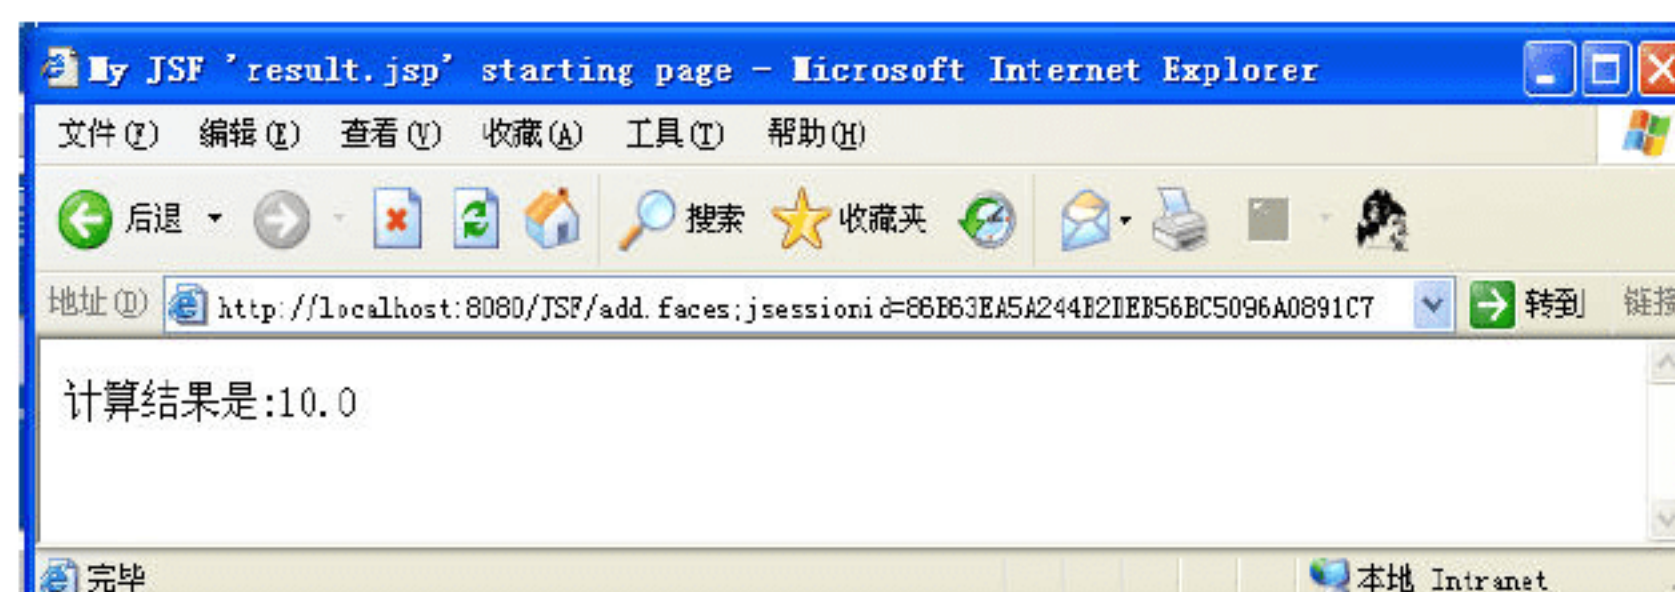 My JSF 'result.jsp' starting page - Microsoft Internet Explorer
文件(F) 编辑(E) 查看(V) 收藏(A) 工具(T) 帮助(H)
后退 搜索 收藏夹
地址(D) http://localhost:8080/JSF/add.faces;jsessionid=86B63EA5A244B2DEB56BC5096A0891C7 转到 链接
计算结果是:10.0
完毕 本地 Intranet